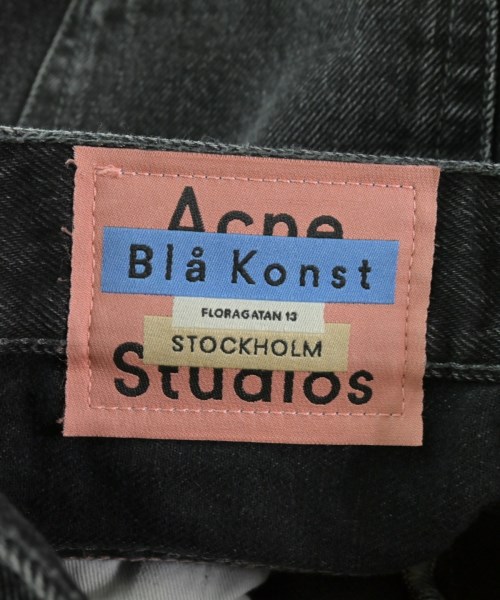 Acne
Blå Konst
FLORAGATAN 13
STOCKHOLM
Studios